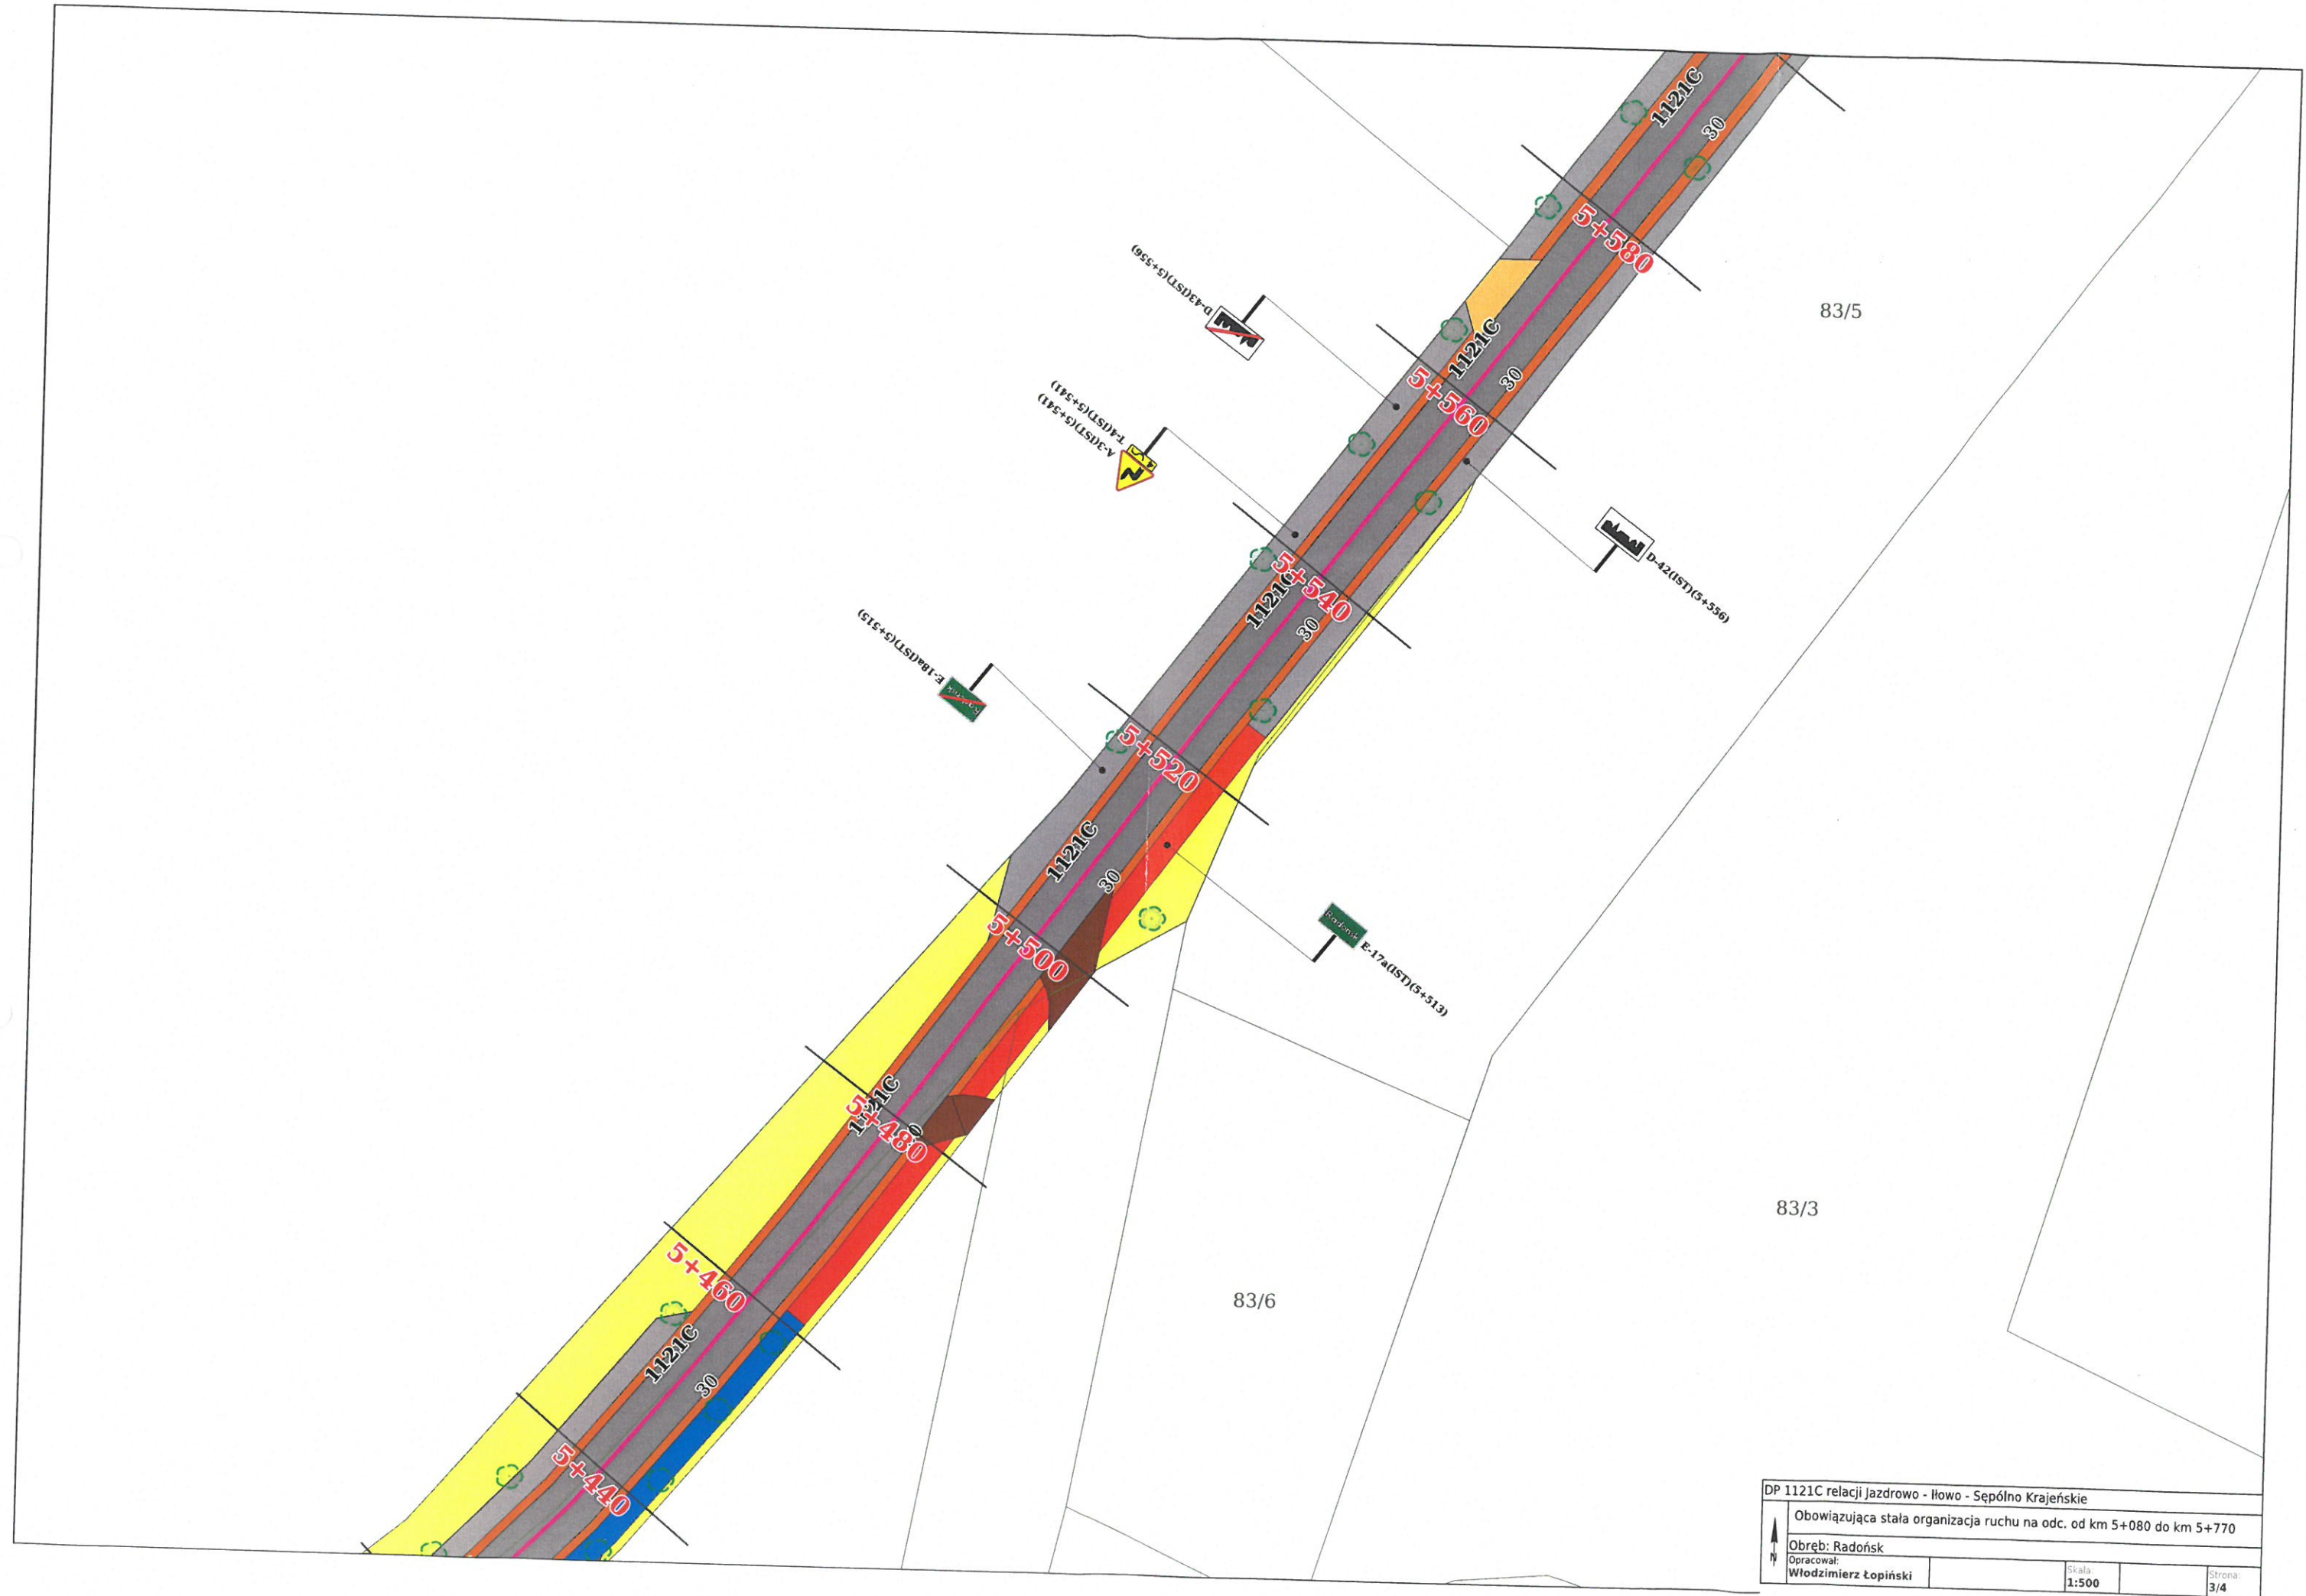 1121C
30
5+580
83/5
D-43(IST)(5+556)
1121C
30
5+560
T-4(IST)(5+541)
A-3(IST)(5+541)
D-42(IST)(5+556)
5+540
1121C
30
E-18a(IST)(5+515)
5+520
1121C
30
Radońsk
E-17a(IST)(5+513)
5+500
1121C
5+480
83/3
5+460
83/6
1121C
30
5+440
DP 1121C relacji Jazdrowo - Iłowo - Sępólno Krajeńskie
Obowiązująca stała organizacja ruchu na odc. od km 5+080 do km 5+770
N
Obręb: Radońsk
Opracował:
Włodzimierz Łopiński
Skala:
1:500
Strona:
3/4